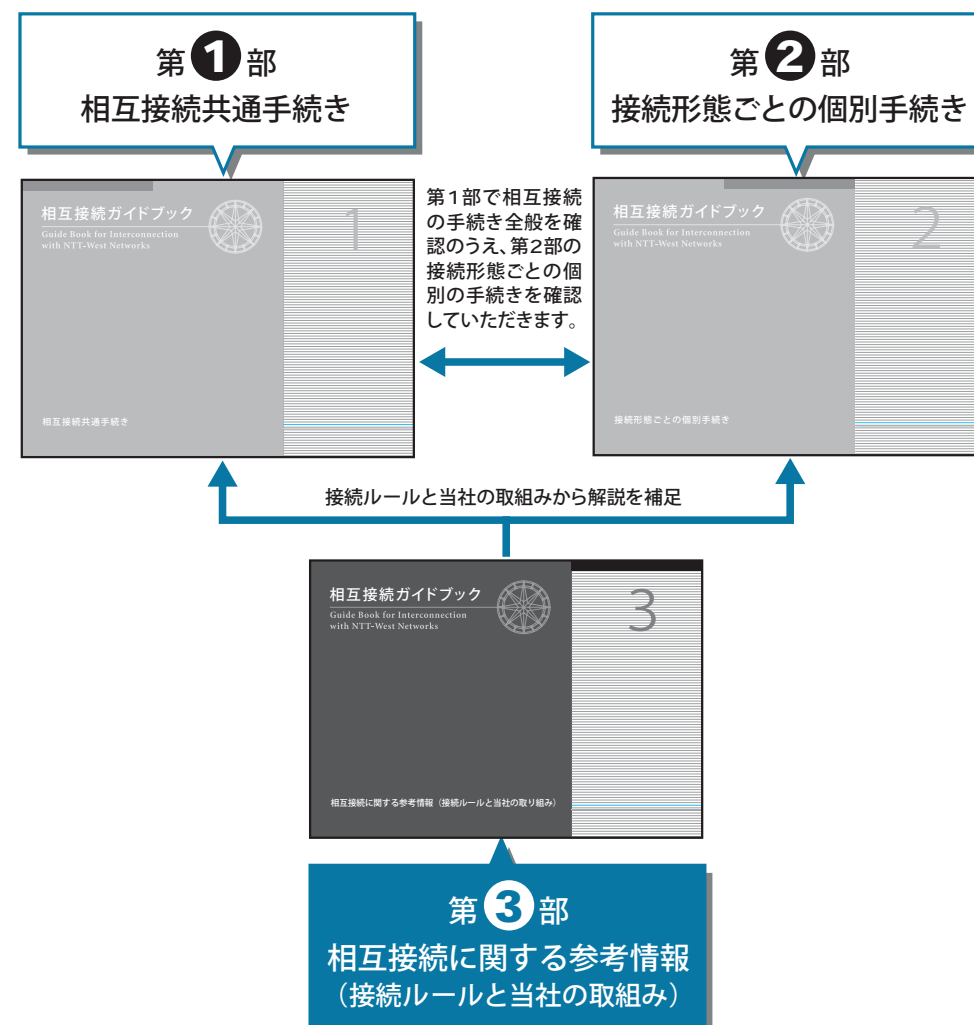 第1部
相互接続共通手続き
第2部
接続形態ごとの個別手続き
相互接続ガイドブック
Guide Book for Interconnection
with NTT-West Networks
1
相互接続共通手続き
第1部で相互接続
の手続き全般を確
認のうえ、第2部の
接続形態ごとの個
別の手続きを確認
していただきます。
相互接続ガイドブック
Guide Book for Interconnection
with NTT-West Networks
2
接続形態ごとの個別手続き
接続ルールと当社の取組みから解説を補足
相互接続ガイドブック
Guide Book for Interconnection
with NTT-West Networks
3
相互接続に関する参考情報（接続ルールと当社の取り組み）
第3部
相互接続に関する参考情報
（接続ルールと当社の取組み）